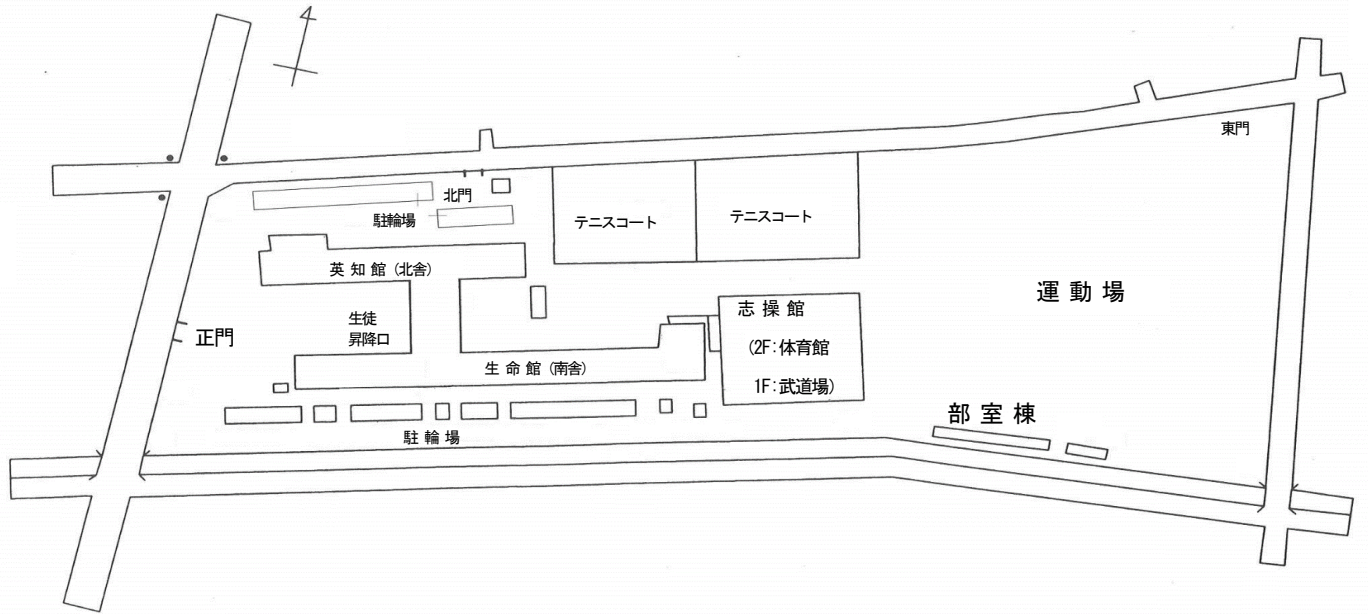 東門
北門
駐輪場
テニスコート
テニスコート
英知館(北舎)
運動場
志操館
(2F:体育館
1F:武道場)
生徒
昇降口
正門
生命館(南舎)
部室棟
駐輪場